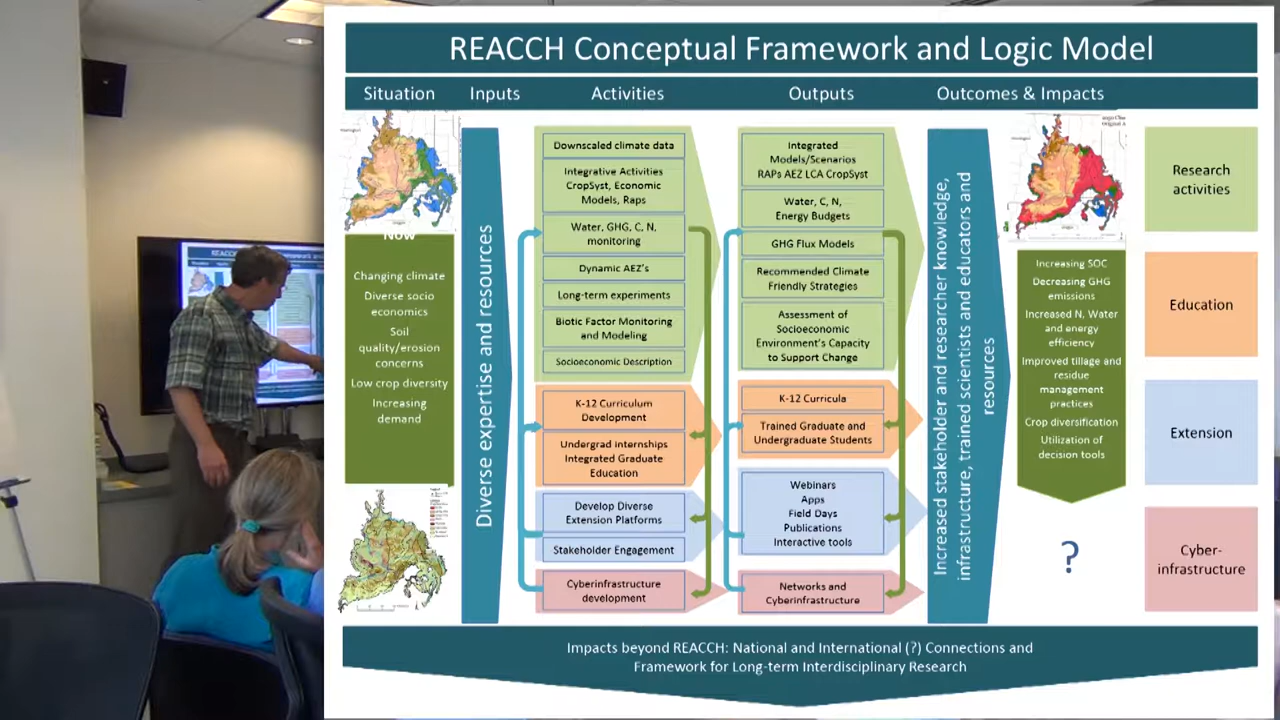 REACCH Conceptual Framework and Logic Model
Situation
Inputs
Activities
Outputs
Outcomes & Impacts
Now
Changing climate
Diverse socio
economics
Soil
quality/erosion
concerns
Low crop diversity
Increasing
demand
Diverse expertise and resources
Downscaled climate data
Integrative Activities
CropSyst, Economic
Models, Raps
Water, GHG, C, N,
monitoring
Dynamic AEZ's
Long-term experiments
Biotic Factor Monitoring
and Modeling
Socioeconomic Description
K-12 Curriculum
Development
Undergrad Internships
Integrated Graduate
Education
Develop Diverse
Extension Platforms
Stakeholder Engagement
Cyberinfrastructure
development
Integrated
Models/Scenarios
RAPs AEZ LCA CropSyst
Water, C, N,
Energy Budgets
GHG Flux Models
Recommended Climate
Friendly Strategies
Assessment of
Socioeconomic
Environment's Capacity
to Support Change
K-12 Curricula
Trained Graduate and
Undergraduate Students
Webinars
Apps
Field Days
Publications
Interactive tools
Networks and
Cyberinfrastructure
Increased stakeholder and researcher knowledge,
infrastructure, trained scientists and educators and
resources
Increasing SOC
Decreasing GHG
emissions
Increased N, Water
and energy
efficiency
Improved tillage and
residue
management
practices
Crop diversification
Utilization of
decision tools
?
Research
activities
Education
Extension
Cyber-
infrastructure
Impacts beyond REACCH: National and International (?) Connections and
Framework for Long-term Interdisciplinary Research